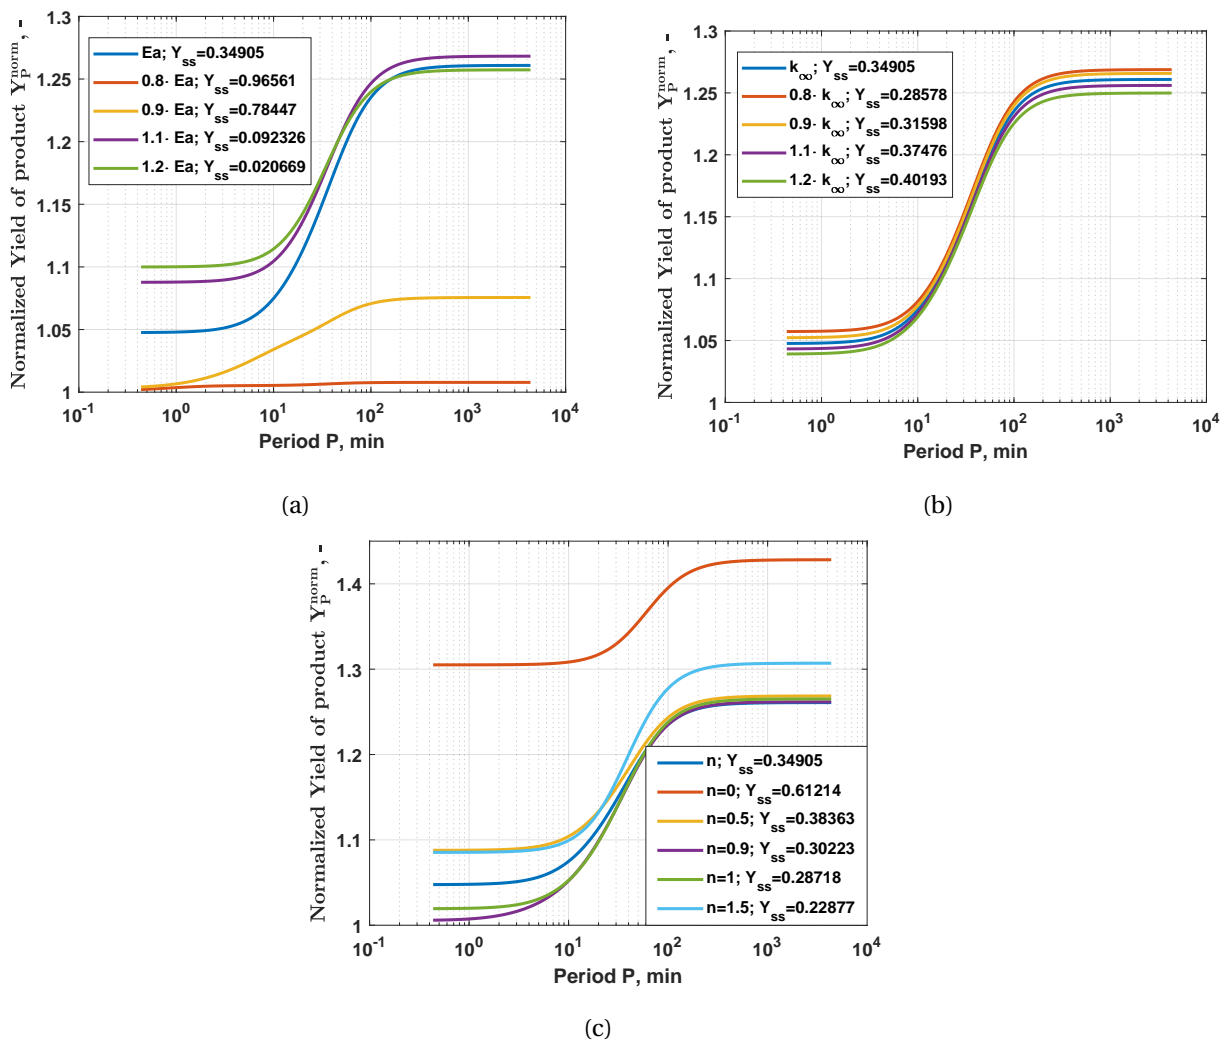 Normalized Yield of product Y_P^norm, -
1.3
1.25
1.2
1.15
1.1
1.05
1
Ea; Y_ss=0.34905
0.8· Ea; Y_ss=0.96561
0.9· Ea; Y_ss=0.78447
1.1· Ea; Y_ss=0.092326
1.2· Ea; Y_ss=0.020669
10^-1 10^0 10^1 10^2 10^3 10^4
Period P, min
(a)
Normalized Yield of product Y_P^norm, -
1.3
1.25
1.2
1.15
1.1
1.05
1
k_∞; Y_ss=0.34905
0.8· k_∞; Y_ss=0.28578
0.9· k_∞; Y_ss=0.31598
1.1· k_∞; Y_ss=0.37476
1.2· k_∞; Y_ss=0.40193
10^-1 10^0 10^1 10^2 10^3 10^4
Period P, min
(b)
Normalized Yield of product Y_P^norm, -
1.4
1.3
1.2
1.1
1
n; Y_ss=0.34905
n=0; Y_ss=0.61214
n=0.5; Y_ss=0.38363
n=0.9; Y_ss=0.30223
n=1; Y_ss=0.28718
n=1.5; Y_ss=0.22877
10^-1 10^0 10^1 10^2 10^3 10^4
Period P, min
(c)